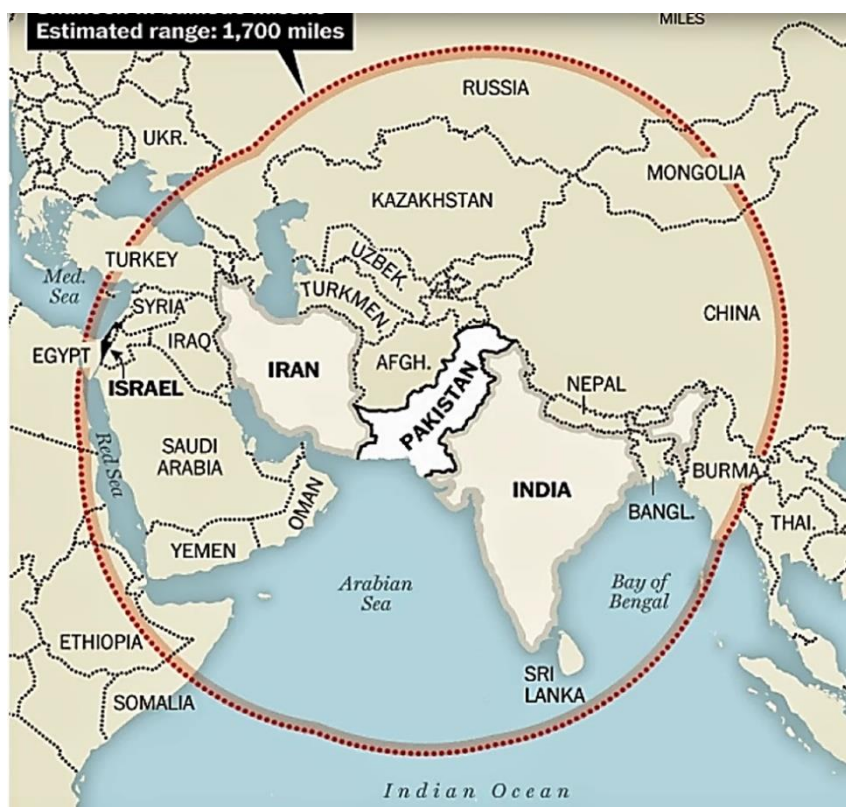 Estimated range: 1,700 miles
MILES
RUSSIA
UKR.
MONGOLIA
KAZAKHSTAN
UZBEK.
TURKEY
TURKMEN.
Med.
Sea
SYRIA
CHINA
EGYPT
IRAQ
IRAN
AFGH.
ISRAEL
PAKISTAN
NEPAL
SAUDI
ARABIA
Red Sea
INDIA
BURMA
OMAN
BANGL.
THAI.
YEMEN
Arabian
Sea
Bay of
Bengal
ETHIOPIA
SRI
LANKA
SOMALIA
Indian Ocean